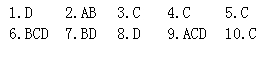 1.D 2.AB 3.C 4.C 5.C
6.BCD 7.BD 8.D 9.ACD 10.C